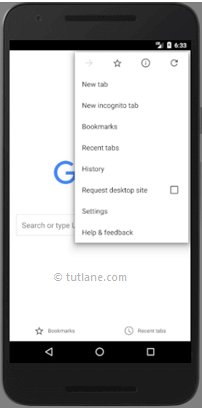 6:33
New tab
New incognito tab
Bookmarks
Recent tabs
History
Request desktop site
Settings
Help & feedback
G
Search or type U
© tutlane.com
Bookmarks
Recent tabs